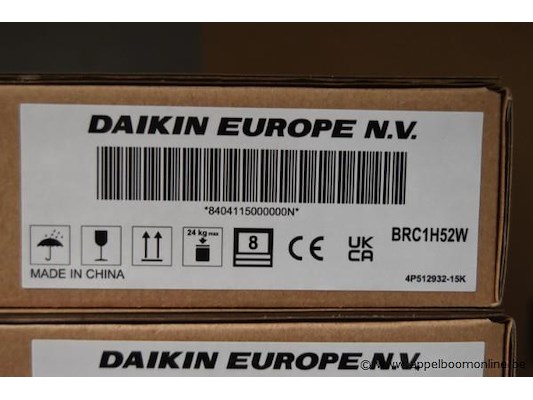 DAIKIN EUROPE N.V.
*8404115000000N*
24 kg max
8
CE
UK
CA
BRC1H52W
MADE IN CHINA
4P512932-15K
DAIKIN EUROPE N.V.
© www.appelboomonline.be